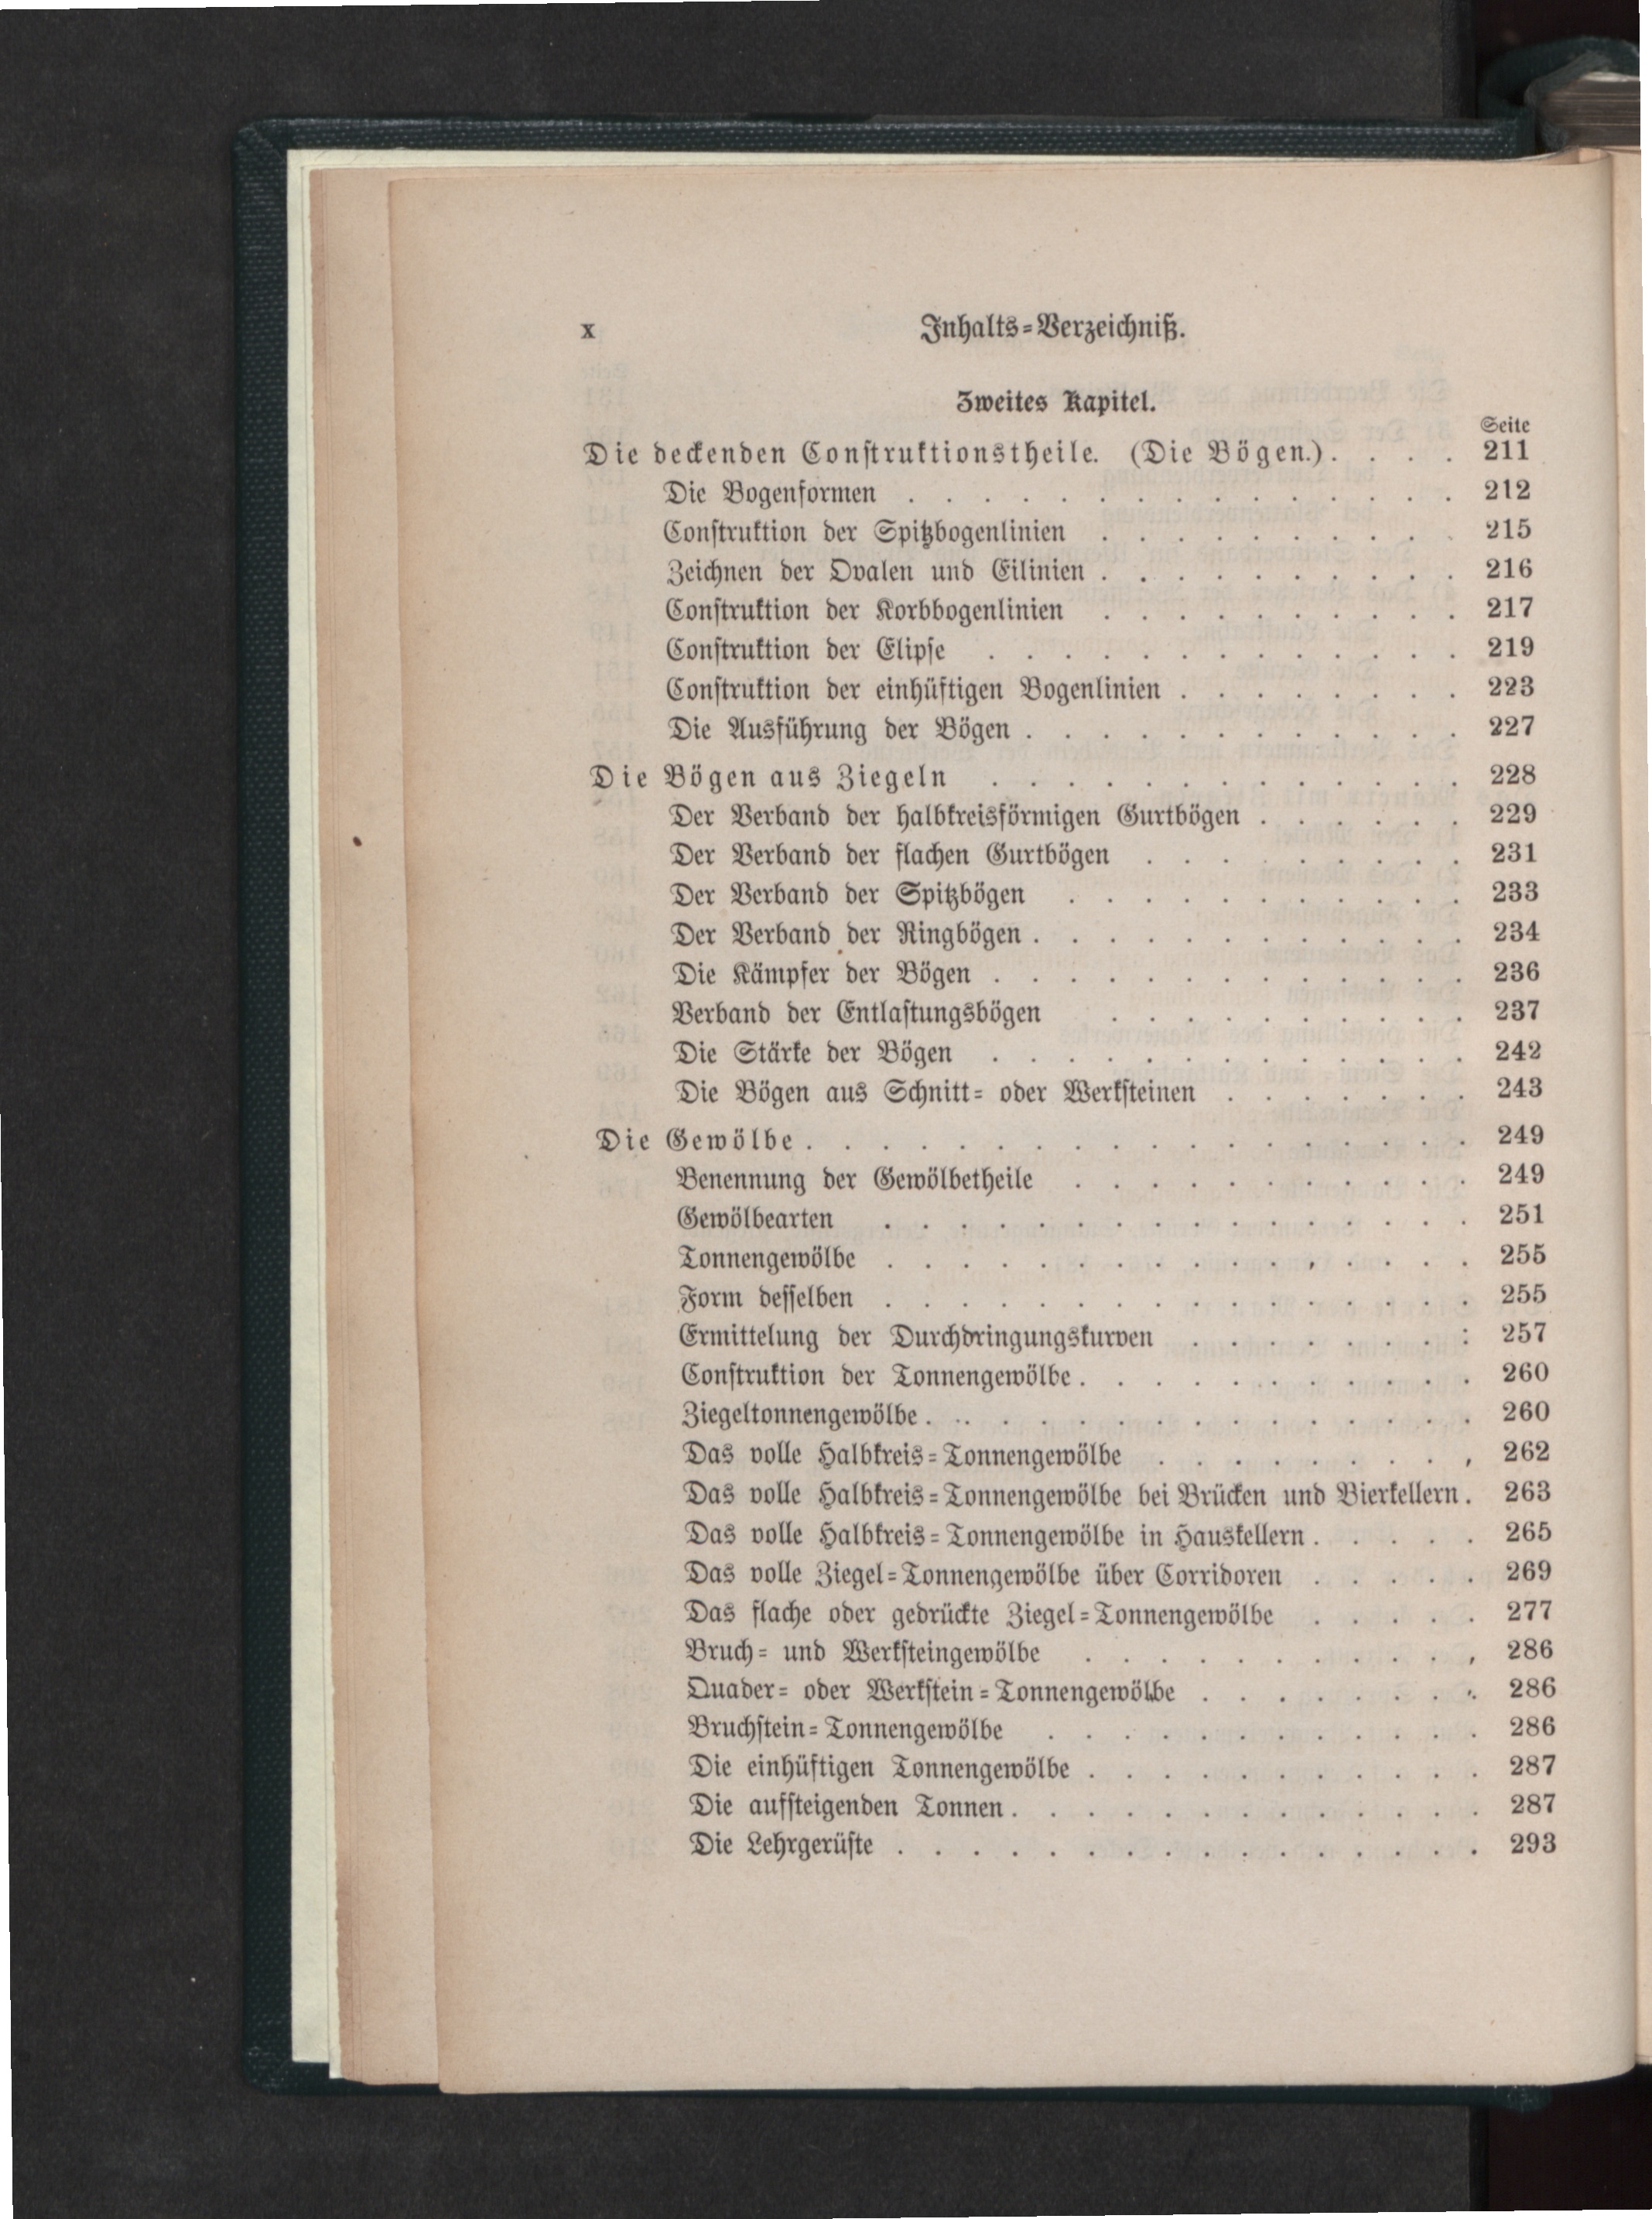 x Inhalts-Verzeichniß.
Zweites Kapitel.
Seite
Die deckenden Construktionstheile. (Die Bögen.) . . . . 211
Die Bogenformen . . . . . . . . . . . . . . . 212
Construktion der Spitzbogenlinien . . . . . . . . . . 215
Zeichnen der Ovalen und Eilinien . . . . . . . . . . 216
Construktion der Korbbogenlinien . . . . . . . . . . 217
Construktion der Elipse . . . . . . . . . . . . . 219
Construktion der einhüftigen Bogenlinien . . . . . . . . 223
Die Ausführung der Bögen . . . . . . . . . . . . 227
Die Bögen aus Ziegeln . . . . . . . . . . . . . 228
Der Verband der halbkreisförmigen Gurtbögen . . . . . . 229
Der Verband der flachen Gurtbögen . . . . . . . . . 231
Der Verband der Spitzbögen . . . . . . . . . . . 233
Der Verband der Ringbögen . . . . . . . . . . . . 234
Die Kämpfer der Bögen . . . . . . . . . . . . . 236
Verband der Entlastungsbögen . . . . . . . . . . 237
Die Stärke der Bögen . . . . . . . . . . . . . 242
Die Bögen aus Schnitt- oder Werksteinen . . . . . . . 243
Die Gewölbe . . . . . . . . . . . . . . . . . . 249
Benennung der Gewölbetheile . . . . . . . . . . . 249
Gewölbearten . . . . . . . . . . . . . . . . 251
Tonnengewölbe . . . . . . . . . . . . . . . . 255
Form desselben . . . . . . . . . . . . . . . . 255
Ermittelung der Durchdringungskurven . . . . . . . : 257
Construktion der Tonnengewölbe . . . . . . . . . . . 260
Ziegeltonnengewölbe . . . . . . . . . . . . . . . 260
Das volle Halbkreis-Tonnengewölbe . . . . . . . . , 262
Das volle Halbkreis-Tonnengewölbe bei Brücken und Bierkellern . 263
Das volle Halbkreis-Tonnengewölbe in Hauskellern . . . . . 265
Das volle Ziegel-Tonnengewölbe über Corridoren . . . . . 269
Das flache oder gedrückte Ziegel-Tonnengewölbe . . . . . 277
Bruch- und Werksteingewölbe . . . . . . . . . . , 286
Quader- oder Werkstein-Tonnengewölbe . . . . . . . . 286
Bruchstein-Tonnengewölbe . . . . . . . . . . . . 286
Die einhüftigen Tonnengewölbe . . . . . . . . . . . 287
Die aufsteigenden Tonnen . . . . . . . . . . . . . 287
Die Lehrgerüste . . . . . . . . . . . . . . . . 293